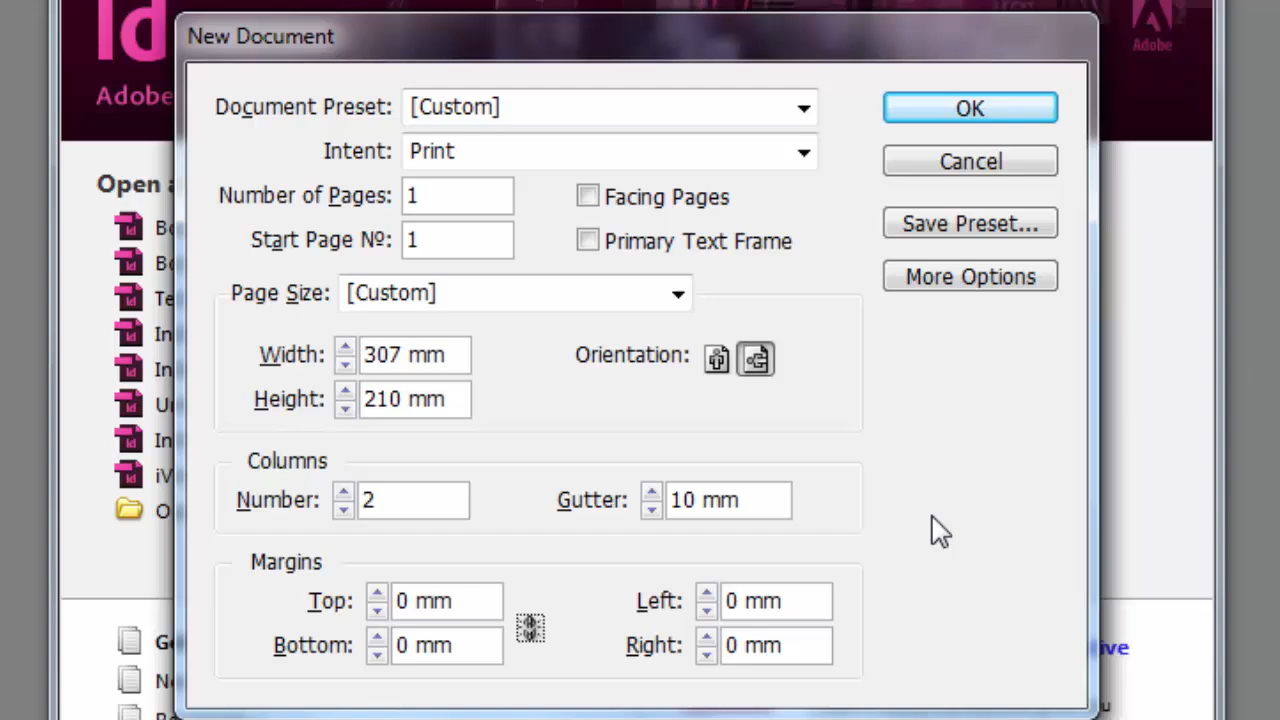 Id
Adobe
Adobe
New Document
Document Preset: [Custom]
OK
Intent: Print
Cancel
Number of Pages: 1
Facing Pages
Save Preset...
Start Page Nº: 1
Primary Text Frame
More Options
Page Size: [Custom]
Width: 307 mm
Orientation:
Height: 210 mm
Columns
Number: 2
Gutter: 10 mm
Margins
Top: 0 mm
Left: 0 mm
Bottom: 0 mm
Right: 0 mm
Open a
Bo
Bo
Te
In
In
Ur
In
iV
O
Ge
Ne